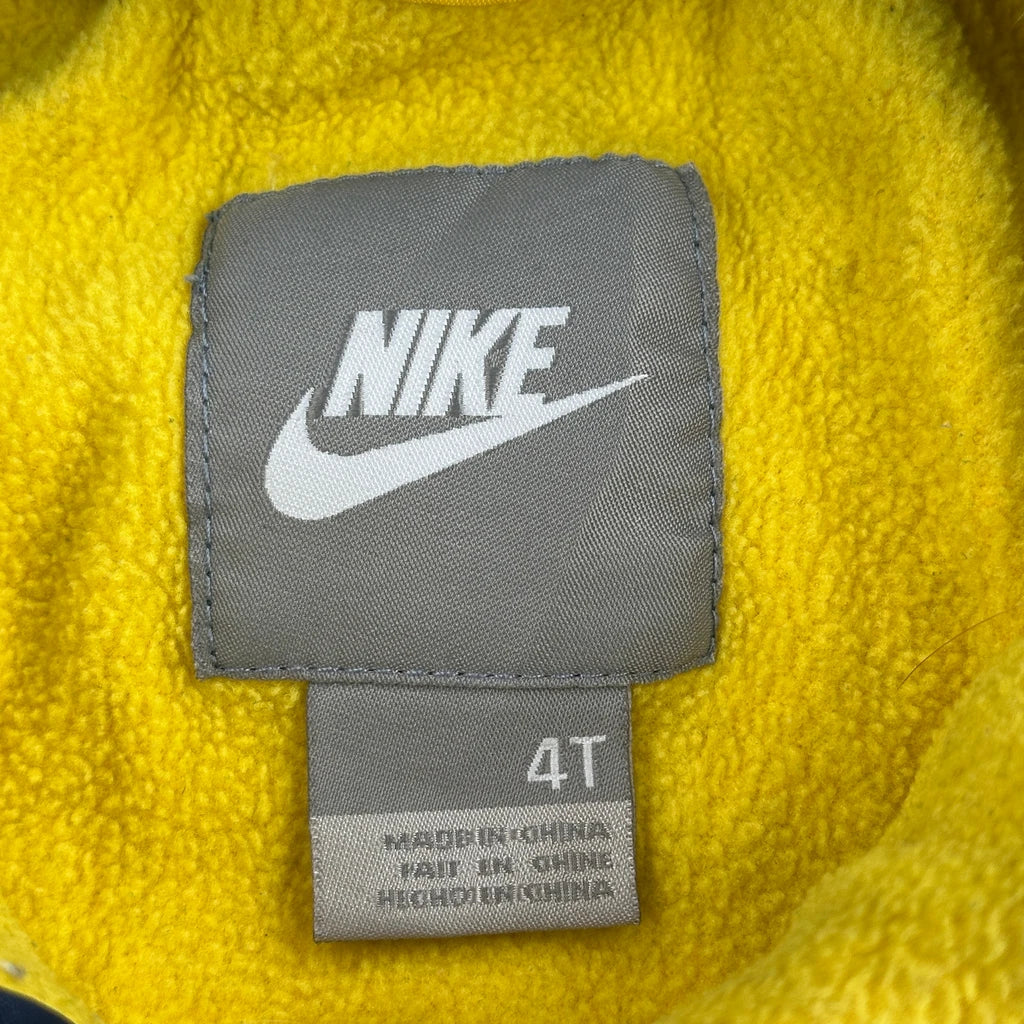 NIKE
4T
MADE IN CHINA
FAIT EN CHINE
HECHO EN CHINA